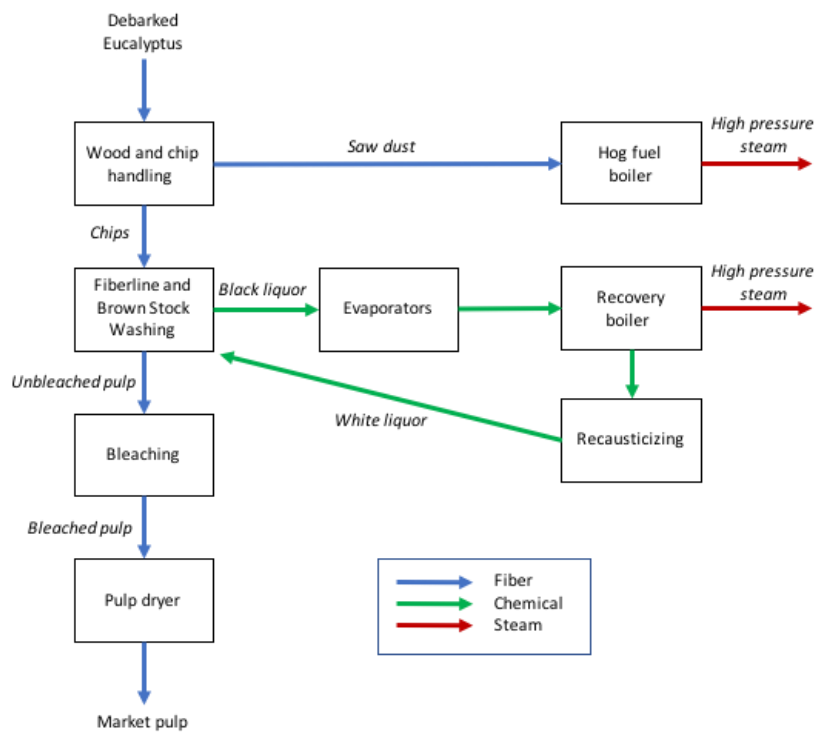 Debarked
Eucalyptus
Wood and chip
handling
Saw dust
Hog fuel
boiler
High pressure
steam
Chips
Fiberline and
Brown Stock
Washing
Black liquor
Evaporators
Recovery
boiler
High pressure
steam
Unbleached pulp
White liquor
Recausticizing
Bleaching
Bleached pulp
Pulp dryer
Fiber
Chemical
Steam
Market pulp